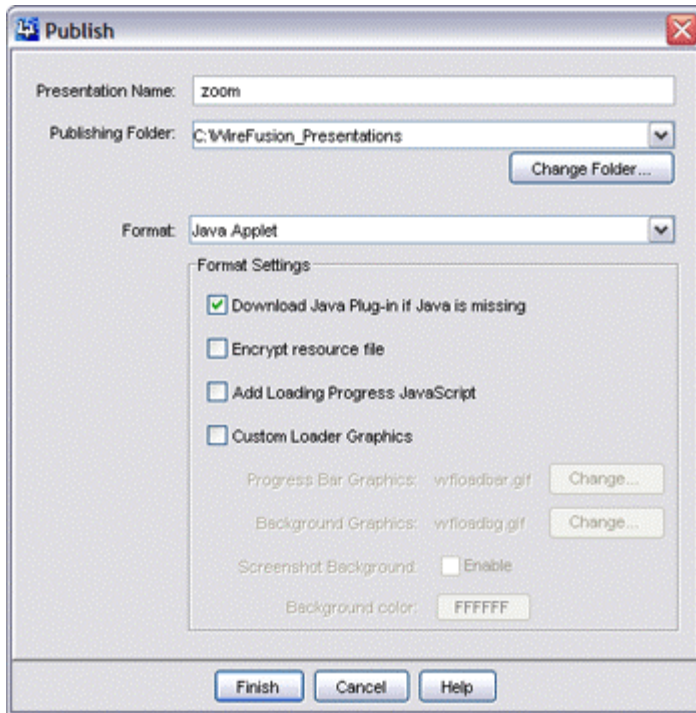 Publish
Presentation Name: zoom
Publishing Folder: C:\WireFusion_Presentations
Change Folder...
Format: Java Applet
Format Settings
Download Java Plug-in if Java is missing
Encrypt resource file
Add Loading Progress JavaScript
Custom Loader Graphics
Progress Bar Graphics: wfloadbar.gif Change...
Background Graphics: wfloadbg.gif Change...
Screenshot Background: Enable
Background color: FFFFFF
Finish Cancel Help